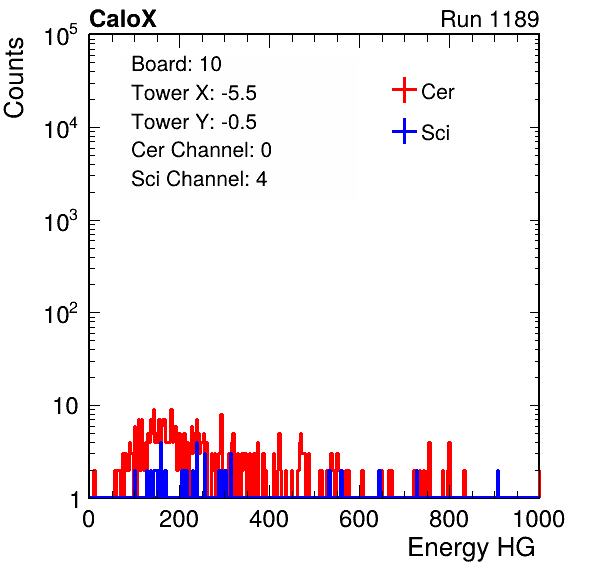 CaloX Run 1189
Counts
10^5
10^4
10^3
10^2
10
1
Board: 10
Tower X: -5.5
Tower Y: -0.5
Cer Channel: 0
Sci Channel: 4
Cer
Sci
0 200 400 600 800 1000
Energy HG